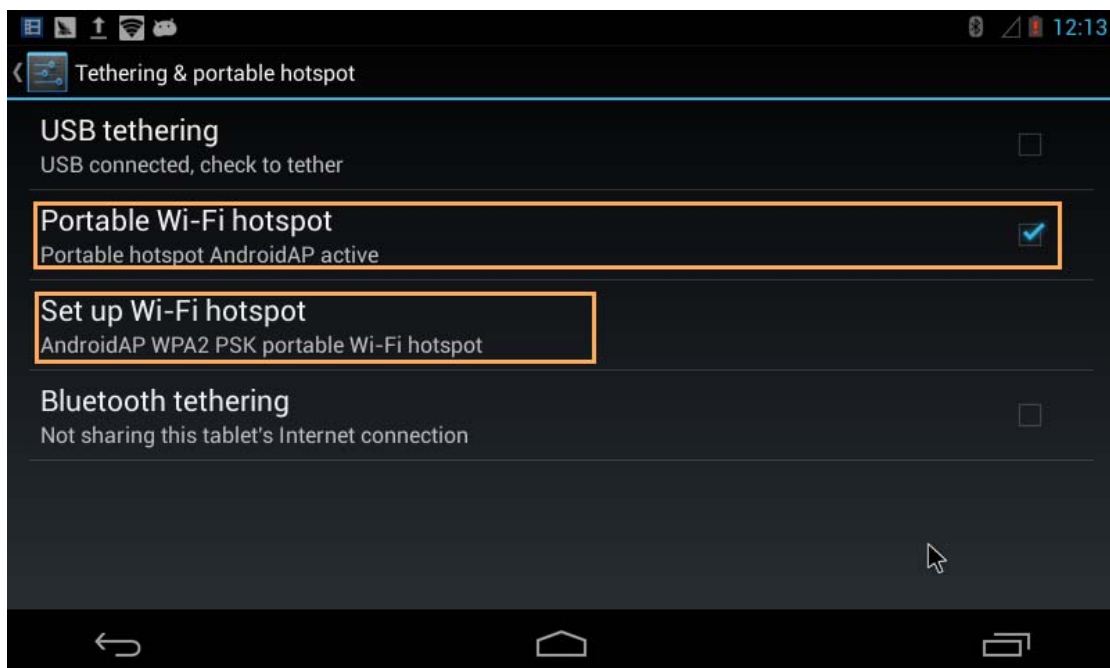 12:13
Tethering & portable hotspot
USB tethering
USB connected, check to tether
Portable Wi-Fi hotspot
Portable hotspot AndroidAP active
Set up Wi-Fi hotspot
AndroidAP WPA2 PSK portable Wi-Fi hotspot
Bluetooth tethering
Not sharing this tablet's Internet connection